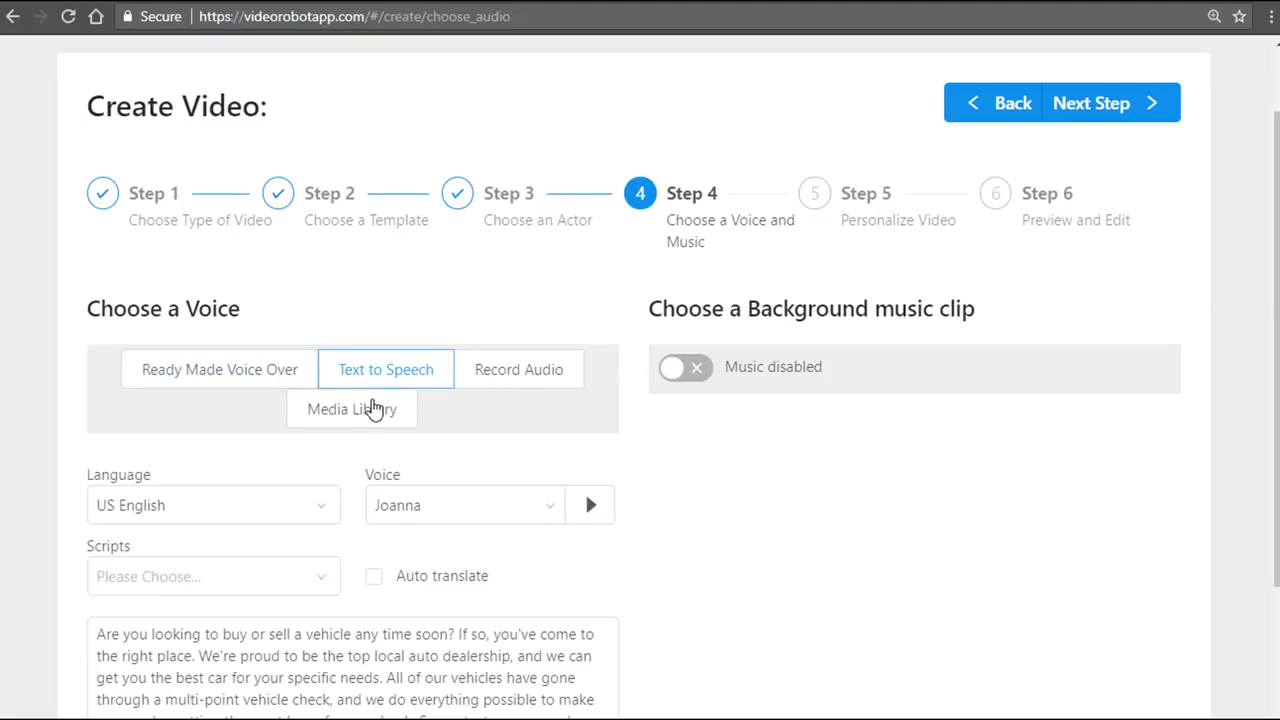 Secure https://videorobotapp.com/#/create/choose_audio
Create Video:
Back Next Step
Step 1 Step 2 Step 3 4 Step 4 5 Step 5 6 Step 6
Choose Type of Video Choose a Template Choose an Actor Choose a Voice and Personalize Video Preview and Edit
Music
Choose a Voice
Ready Made Voice Over Text to Speech Record Audio
Media Library
Language Voice
US English Joanna
Scripts
Please Choose... Auto translate
Are you looking to buy or sell a vehicle any time soon? If so, you've come to
the right place. We're proud to be the top local auto dealership, and we can
get you the best car for your specific needs. All of our vehicles have gone
through a multi-point vehicle check, and we do everything possible to make
Choose a Background music clip
Music disabled